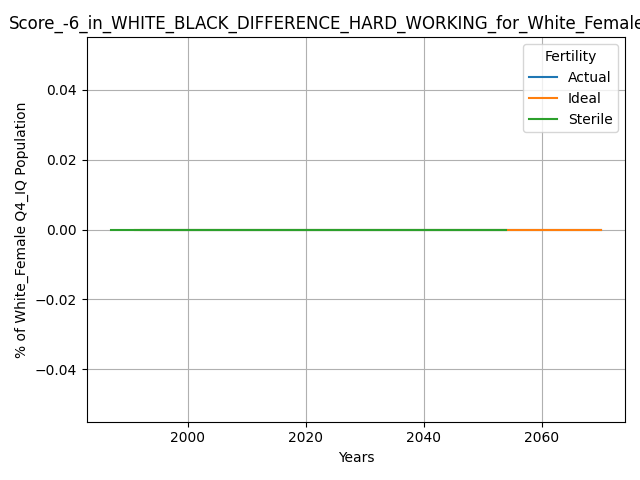 Score_-6_in_WHITE_BLACK_DIFFERENCE_HARD_WORKING_for_White_Female
Fertility
Actual
Ideal
Sterile
% of White_Female Q4_IQ Population
0.04
0.02
0.00
−0.02
−0.04
2000 2020 2040 2060
Years